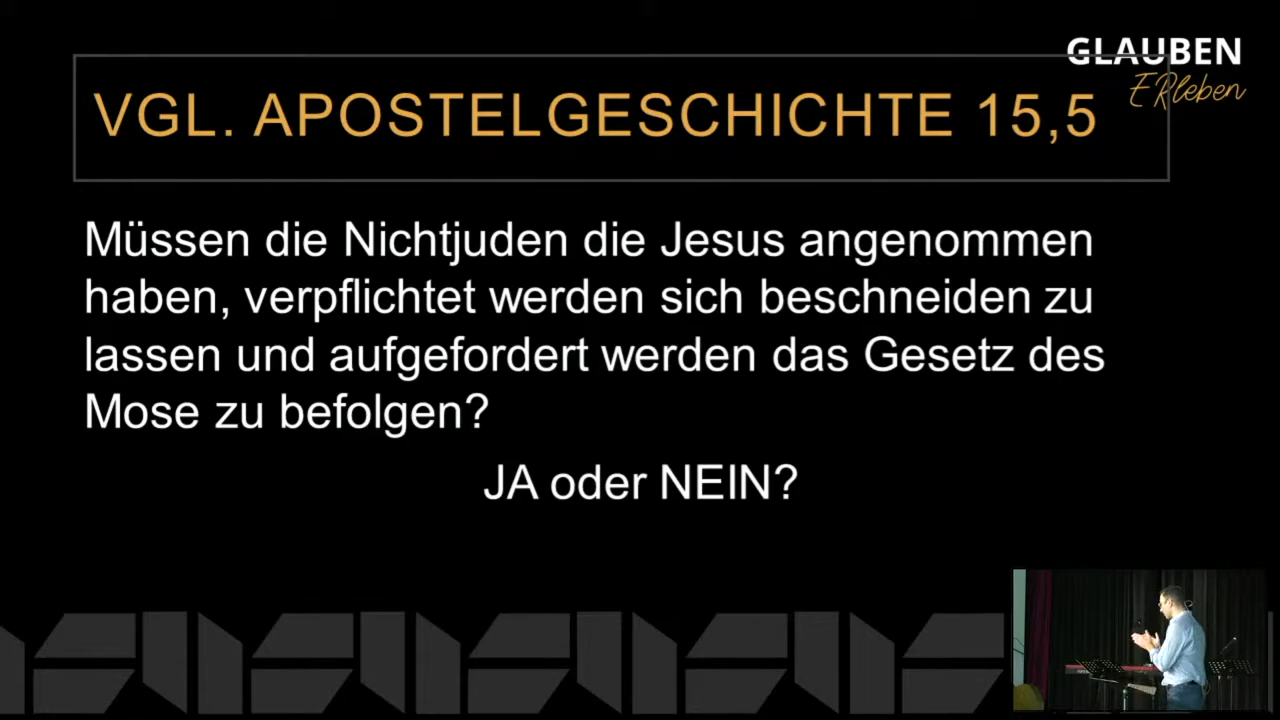 GLAUBEN
ERleben
VGL. APOSTELGESCHICHTE 15,5
Müssen die Nichtjuden die Jesus angenommen
haben, verpflichtet werden sich beschneiden zu
lassen und aufgefordert werden das Gesetz des
Mose zu befolgen?
JA oder NEIN?